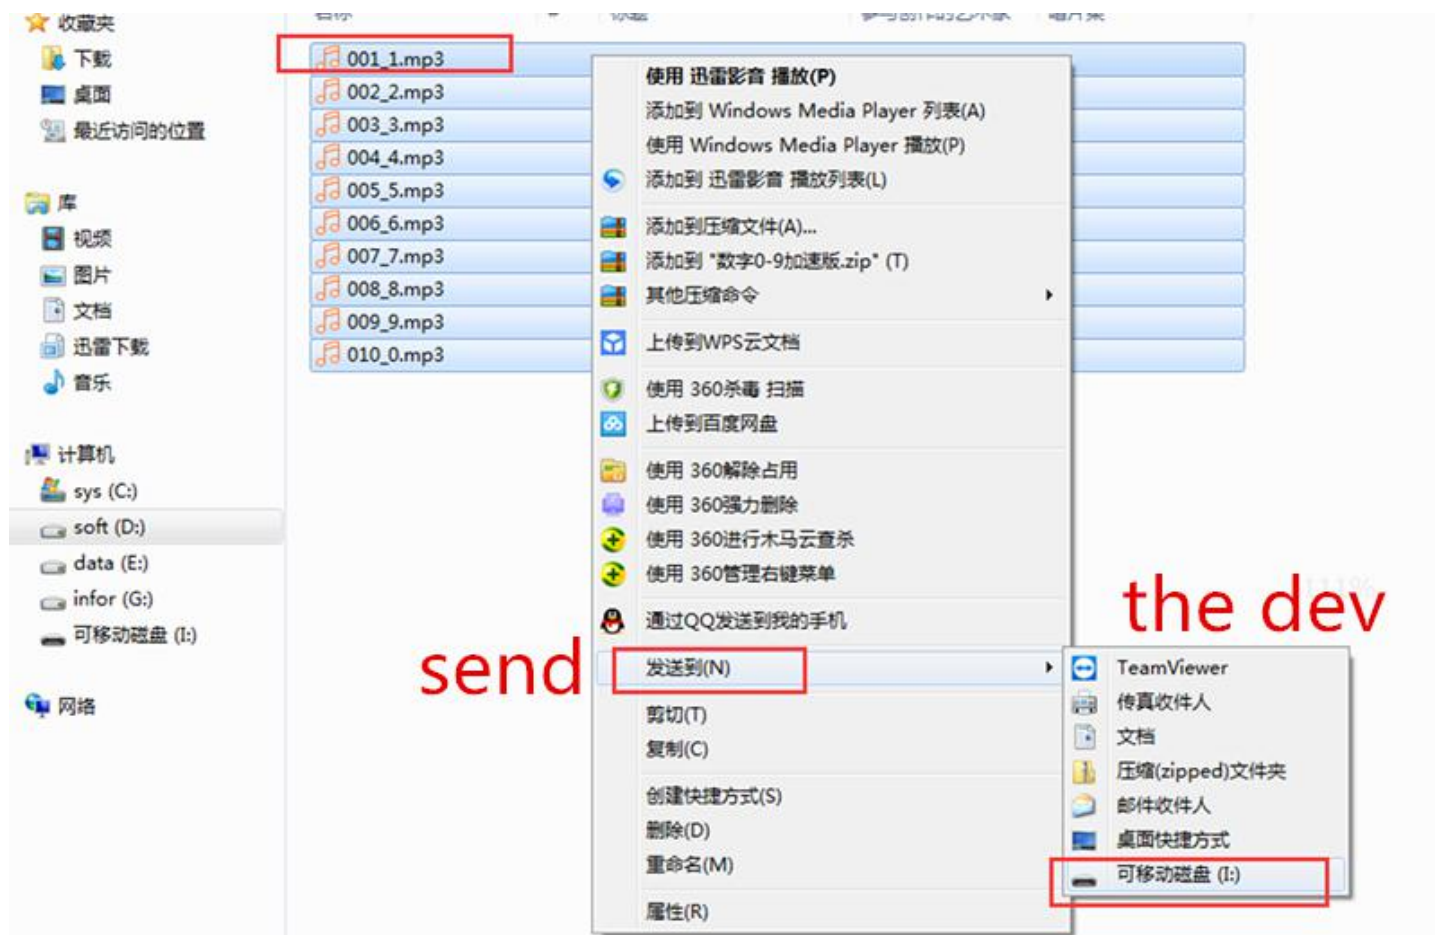 收藏夹
下载
桌面
最近访问的位置
库
视频
图片
文档
迅雷下载
音乐
计算机
sys (C:)
soft (D:)
data (E:)
infor (G:)
可移动磁盘 (I:)
网络
001_1.mp3
002_2.mp3
003_3.mp3
004_4.mp3
005_5.mp3
006_6.mp3
007_7.mp3
008_8.mp3
009_9.mp3
010_0.mp3
使用 迅雷影音 播放(P)
添加到 Windows Media Player 列表(A)
使用 Windows Media Player 播放(P)
添加到 迅雷影音 播放列表(L)
添加到压缩文件(A)...
添加到 "数字0-9加速版.zip" (T)
其他压缩命令
上传到WPS云文档
使用 360杀毒 扫描
上传到百度网盘
使用 360解除占用
使用 360强力删除
使用 360进行木马云查杀
使用 360管理右键菜单
通过QQ发送到我的手机
send
发送到(N)
剪切(T)
复制(C)
创建快捷方式(S)
删除(D)
重命名(M)
属性(R)
the dev
TeamViewer
传真收件人
文档
压缩(zipped)文件夹
邮件收件人
桌面快捷方式
可移动磁盘 (I:)